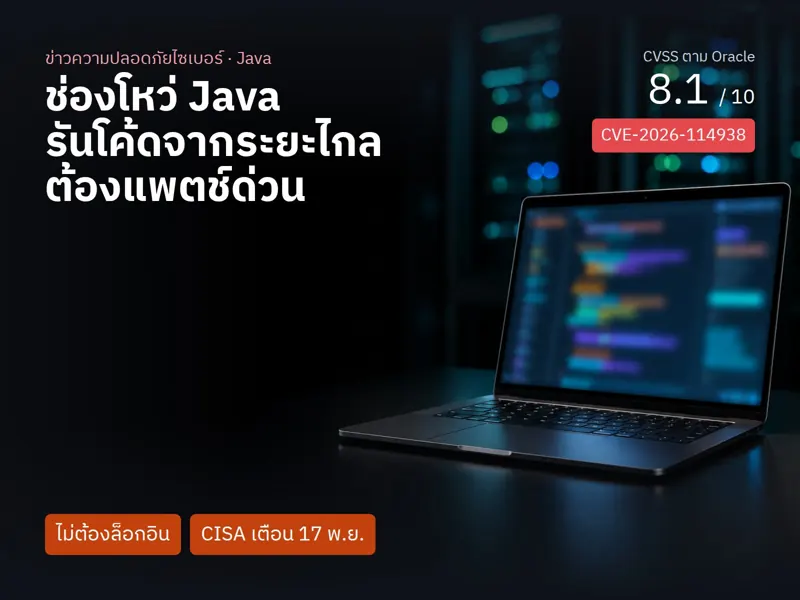 ข่าวความปลอดภัยไซเบอร์ · Java
ช่องโหว่ Java
รันโค้ดจากระยะไกล
ต้องแพตช์ด่วน
CVSS ตาม Oracle
8.1 / 10
CVE-2026-114938
ไม่ต้องล็อกอิน
CISA เตือน 17 พ.ย.